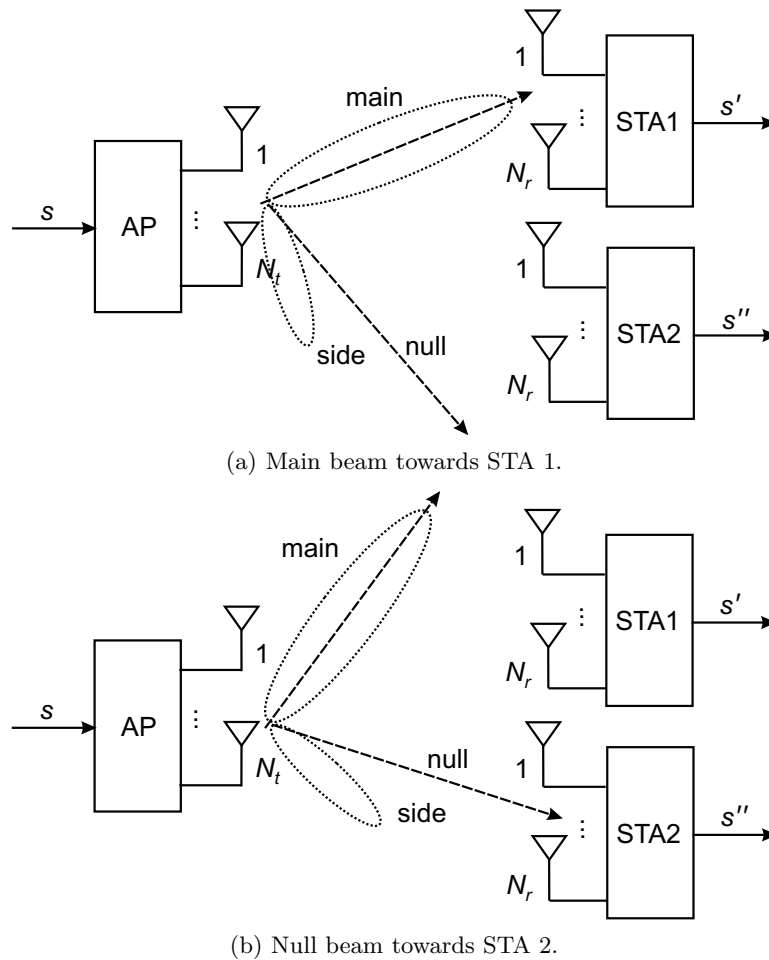 1
main
STA1
s′
1
⋮
N_r
s
AP
⋮
N_t
side
null
1
STA2
s″
⋮
N_r
(a) Main beam towards STA 1.
main
1
STA1
s′
1
⋮
N_r
s
AP
⋮
N_t
null
side
1
STA2
s″
⋮
N_r
(b) Null beam towards STA 2.